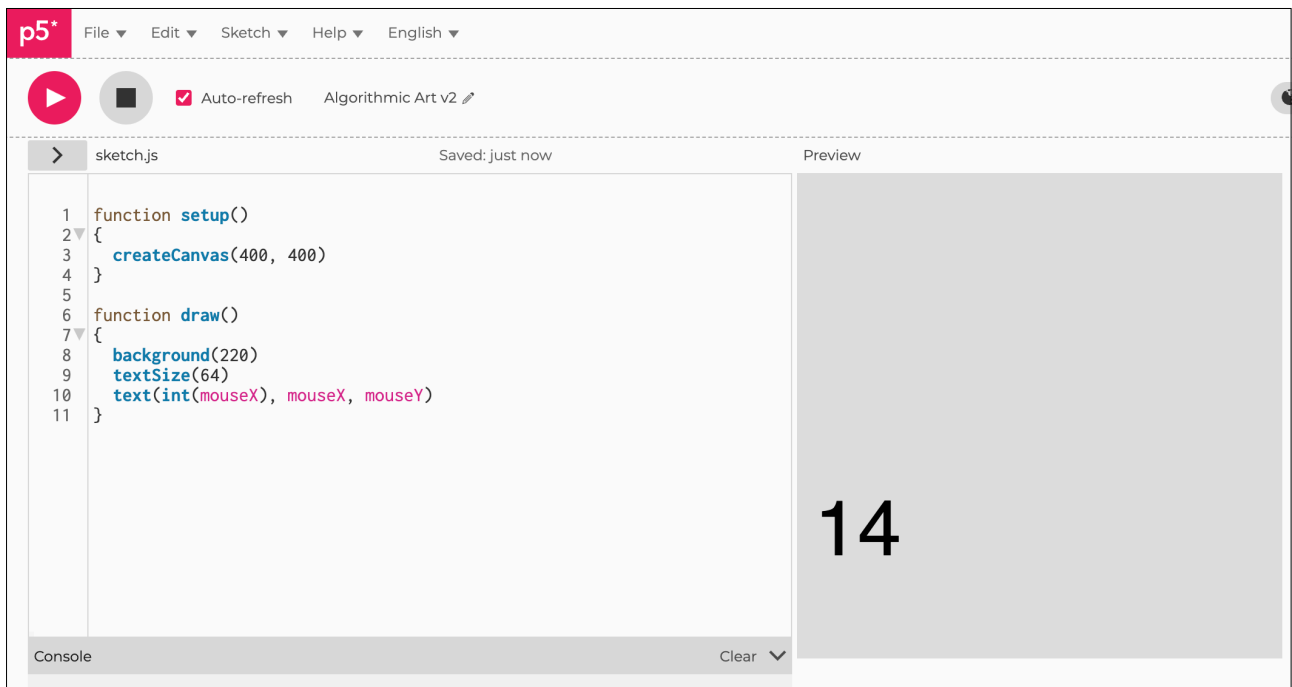 p5* File Edit Sketch Help English
Auto-refresh Algorithmic Art v2
sketch.js Saved: just now Preview
1 function setup()
2 {
3   createCanvas(400, 400)
4 }
5
6 function draw()
7 {
8   background(220)
9   textSize(64)
10   text(int(mouseX), mouseX, mouseY)
11 }
14
Console Clear